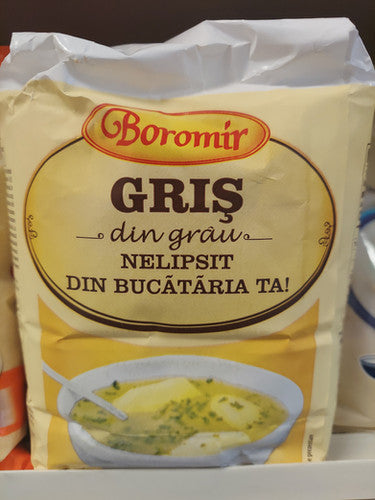 Boromir
GRIŞ
din grâu
NELIPSIT
DIN BUCĂTĂRIA TA!